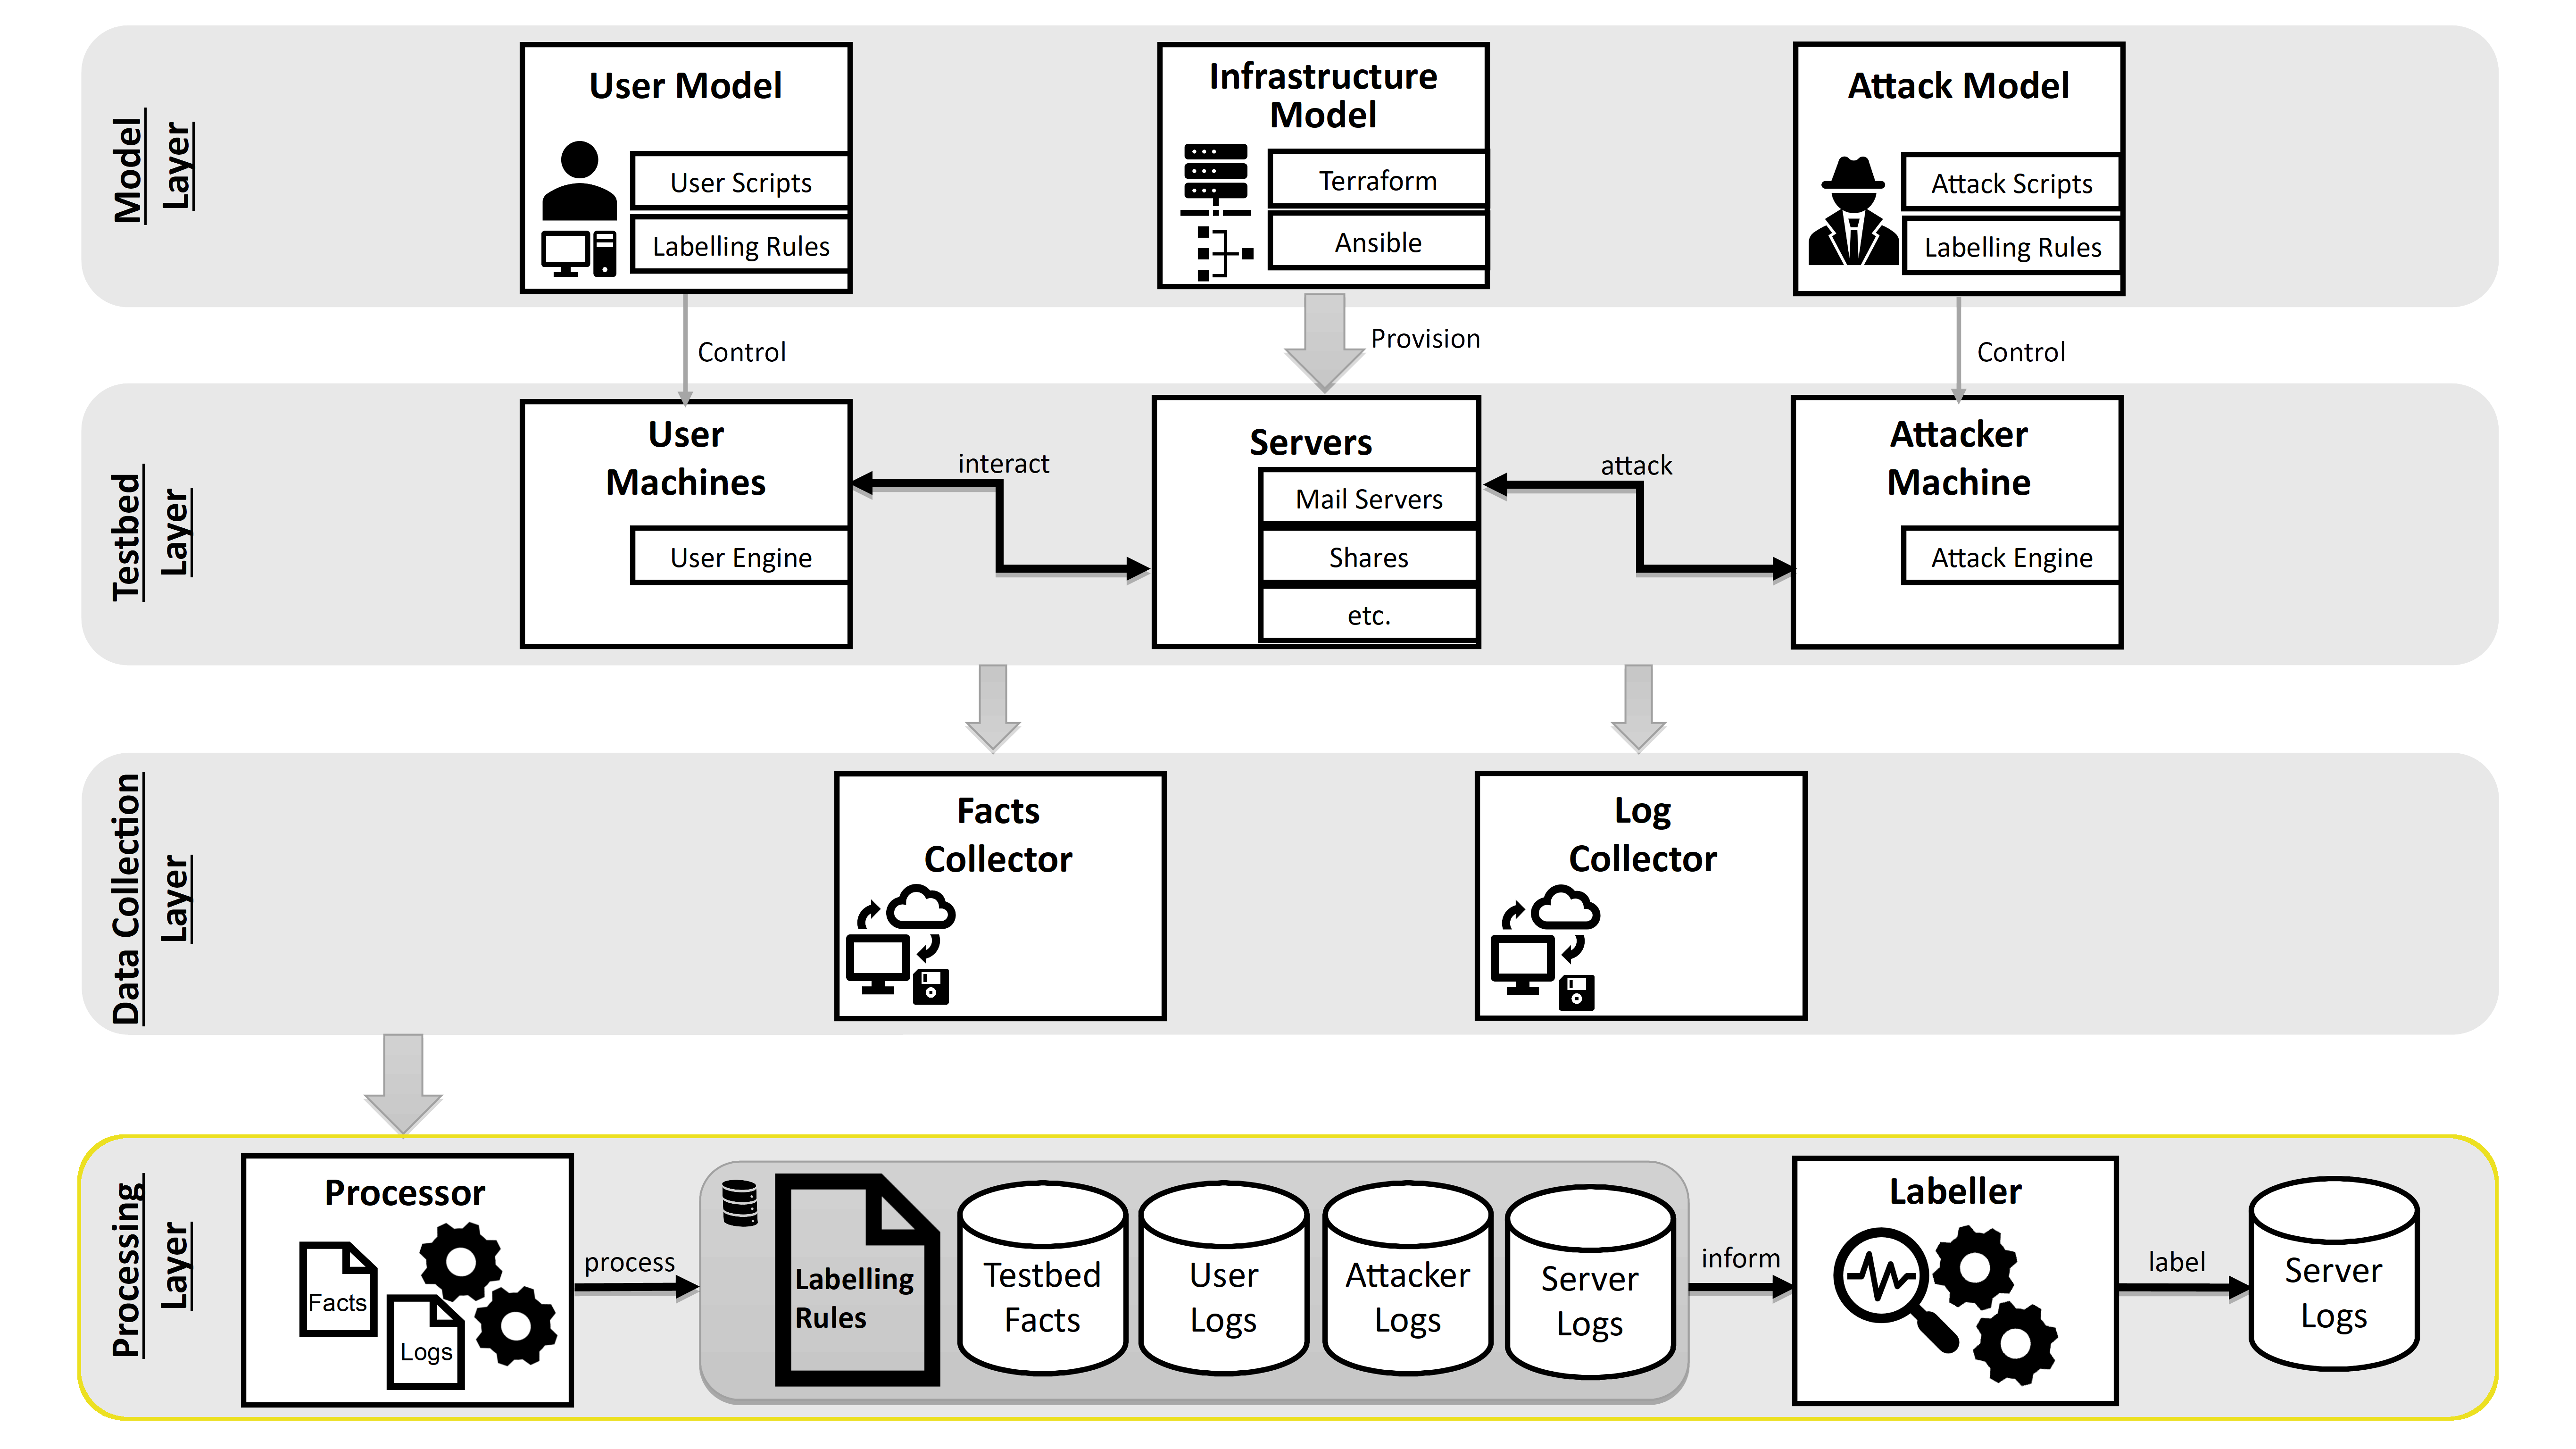 Model
Layer
User Model
User Scripts
Labelling Rules
Infrastructure
Model
Terraform
Ansible
Attack Model
Attack Scripts
Labelling Rules
Control
Provision
Control
Testbed
Layer
User
Machines
User Engine
interact
Servers
Mail Servers
Shares
etc.
attack
Attacker
Machine
Attack Engine
Data Collection
Layer
Facts
Collector
Log
Collector
Processing
Layer
Processor
Facts
Logs
process
Labelling
Rules
Testbed
Facts
User
Logs
Attacker
Logs
Server
Logs
inform
Labeller
label
Server
Logs